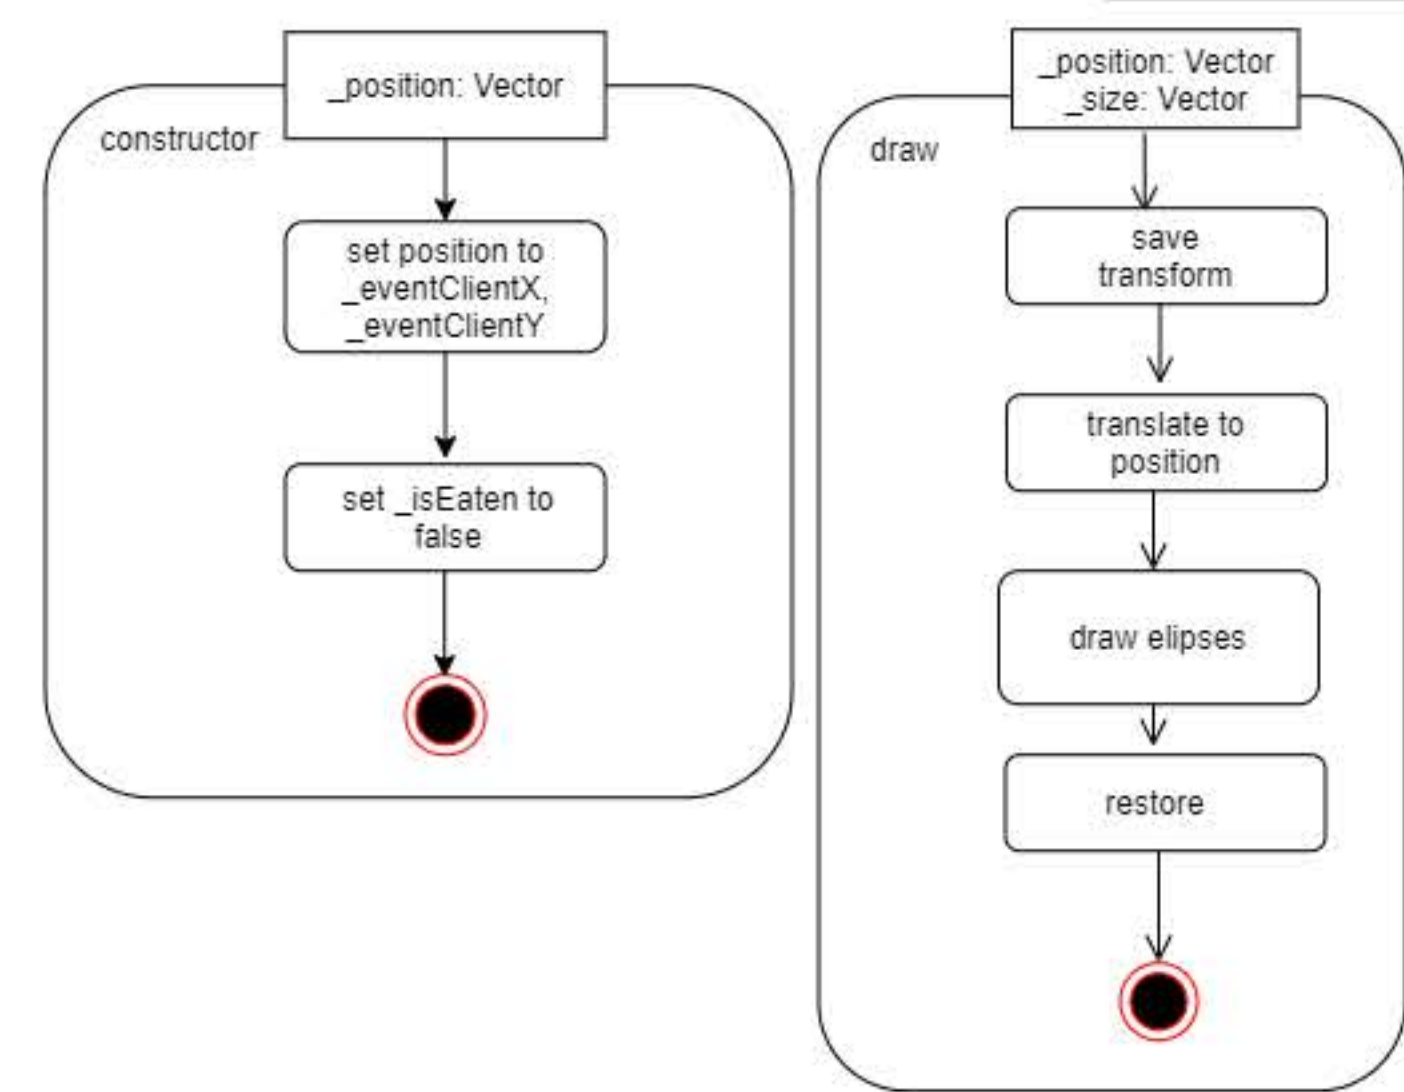 _position: Vector
constructor
set position to
_eventClientX,
_eventClientY
set _isEaten to
false
_position: Vector
_size: Vector
draw
save
transform
translate to
position
draw elipses
restore